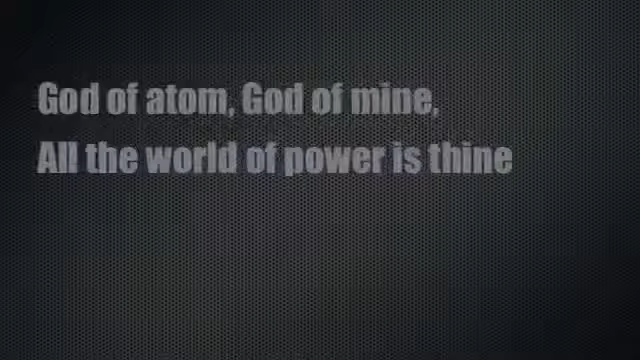 God of atom, God of mine,
All the world of power is thine